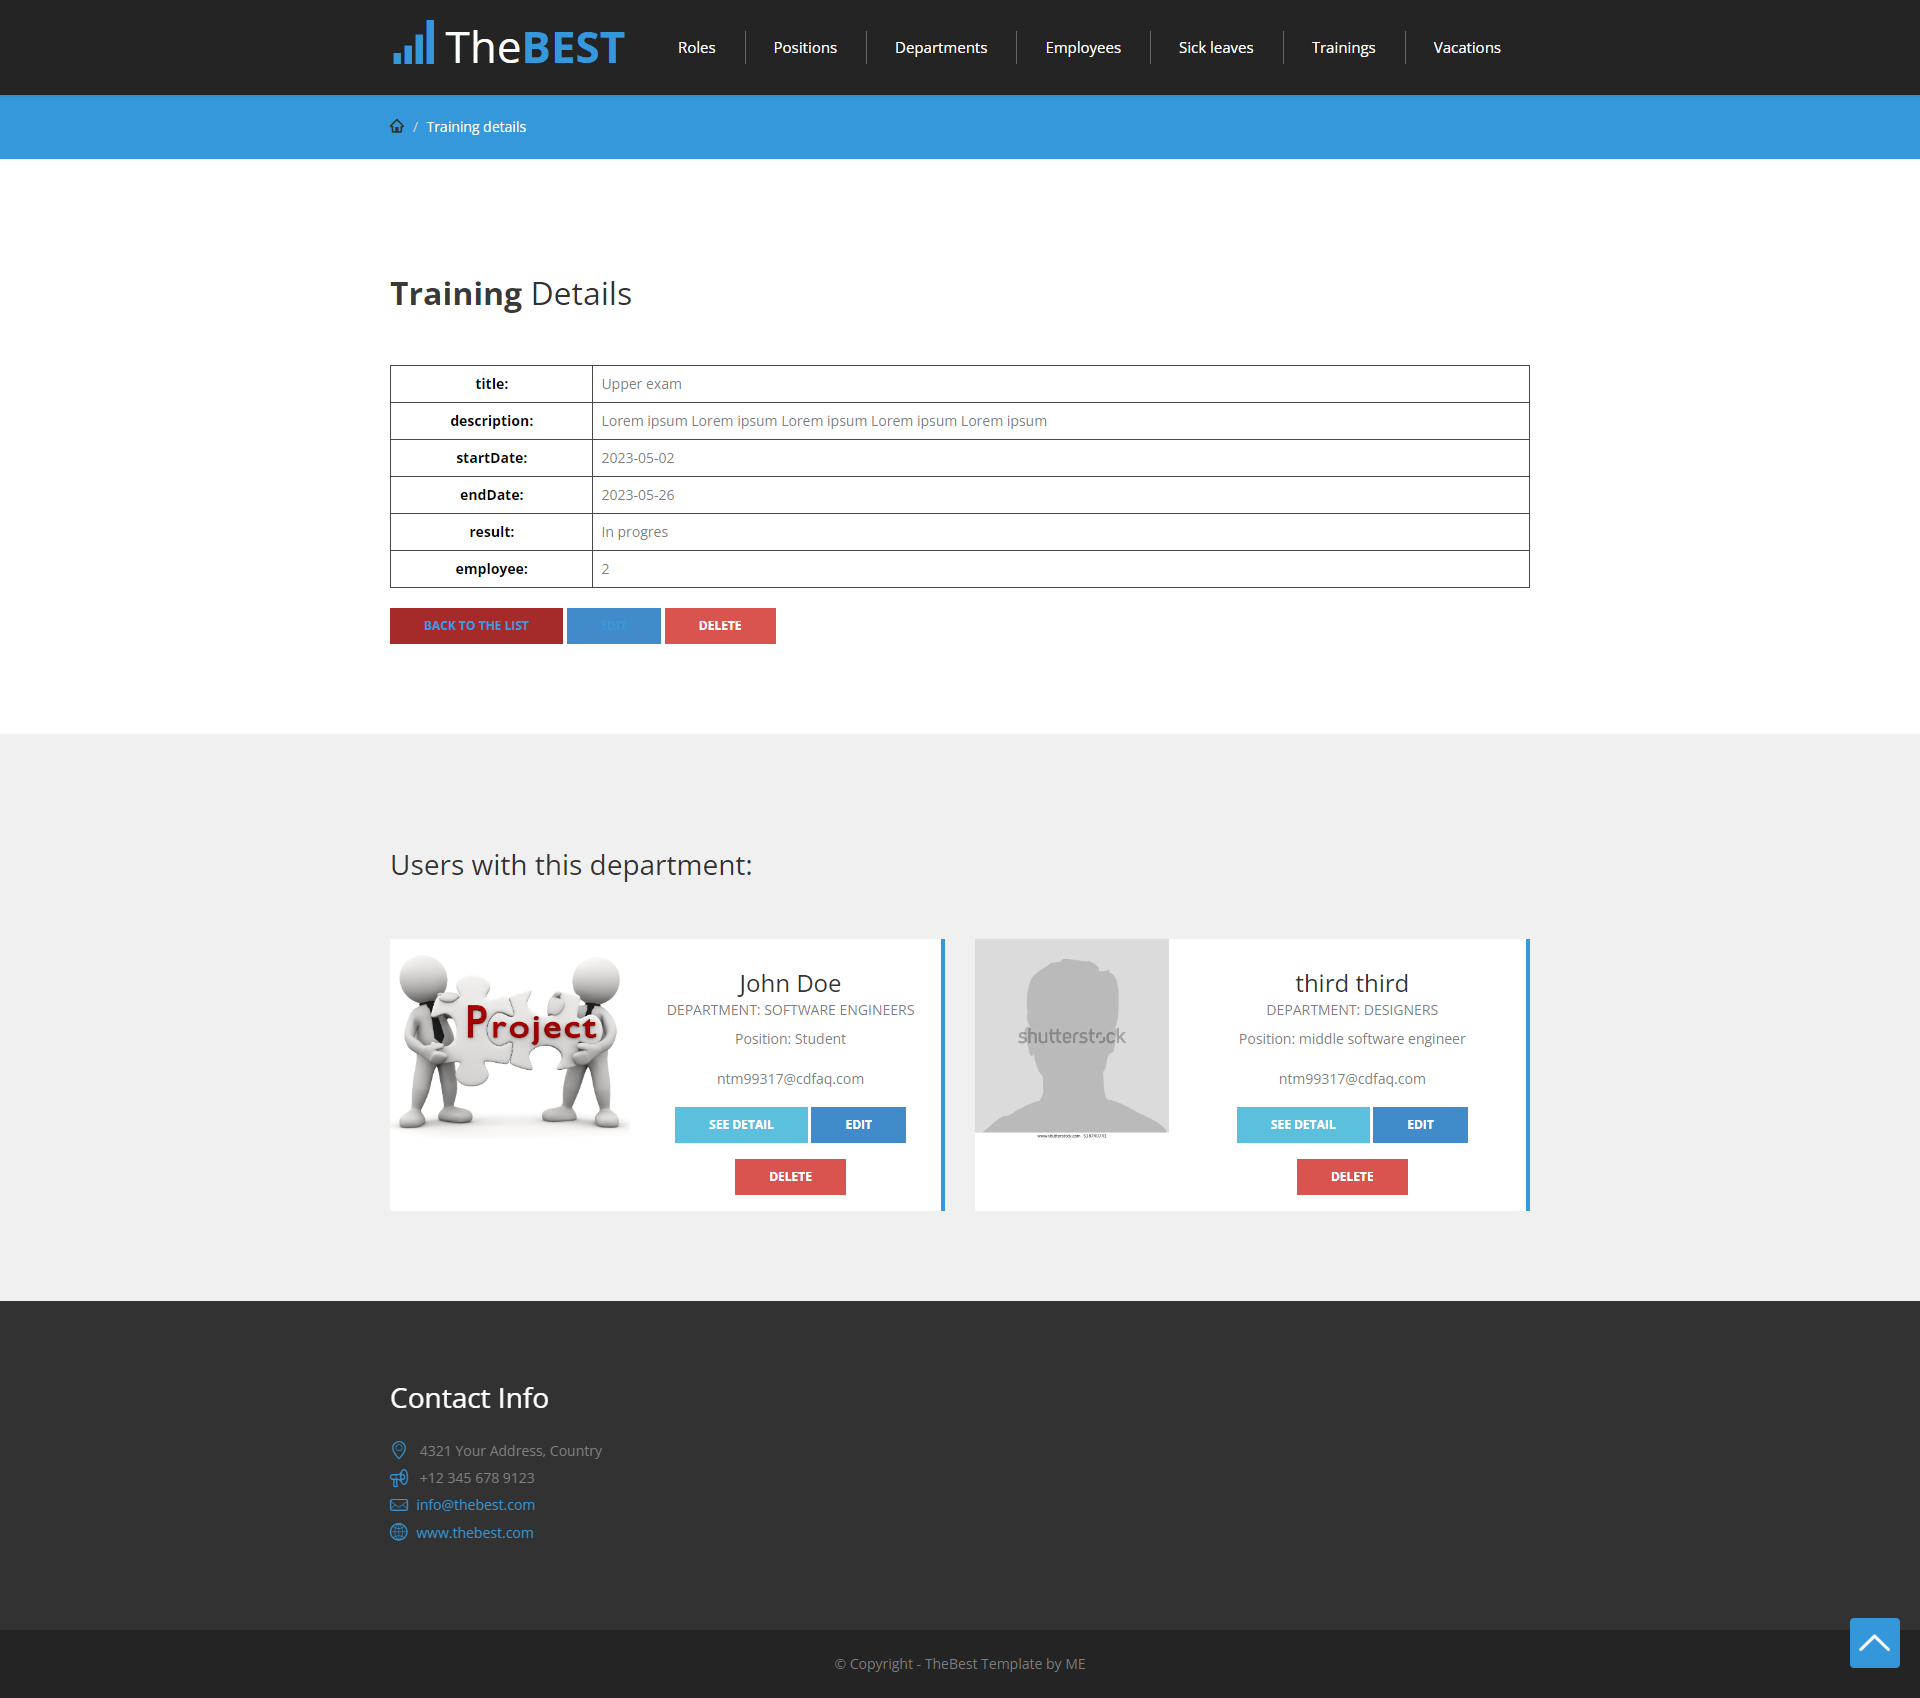 TheBEST
Roles
Positions
Departments
Employees
Sick leaves
Trainings
Vacations
/ Training details
Training Details
title: Upper exam
description: Lorem ipsum Lorem ipsum Lorem ipsum Lorem ipsum Lorem ipsum
startDate: 2023-05-02
endDate: 2023-05-26
result: In progres
employee: 2
BACK TO THE LIST
EDIT
DELETE
Users with this department:
Project
John Doe
DEPARTMENT: SOFTWARE ENGINEERS
Position: Student
ntm99317@cdfaq.com
SEE DETAIL
EDIT
DELETE
shutterstock
www.shutterstock.com
third third
DEPARTMENT: DESIGNERS
Position: middle software engineer
ntm99317@cdfaq.com
SEE DETAIL
EDIT
DELETE
Contact Info
4321 Your Address, Country
+12 345 678 9123
info@thebest.com
www.thebest.com
© Copyright - TheBest Template by ME